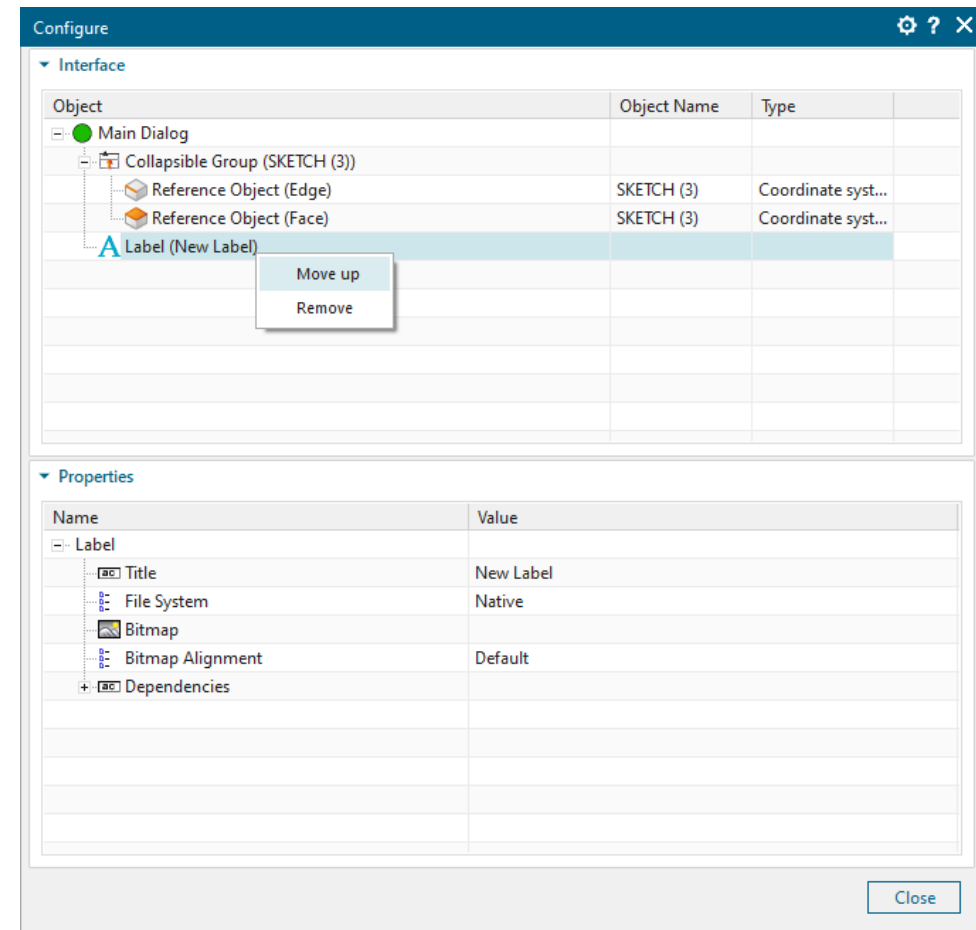 Configure ?
Interface
Object Object Name Type
Main Dialog
Collapsible Group (SKETCH (3))
Reference Object (Edge) SKETCH (3) Coordinate syst...
Reference Object (Face) SKETCH (3) Coordinate syst...
A Label (New Label)
Move up
Remove
Properties
Name Value
Label
ac Title New Label
File System Native
Bitmap
Bitmap Alignment Default
ac Dependencies
Close